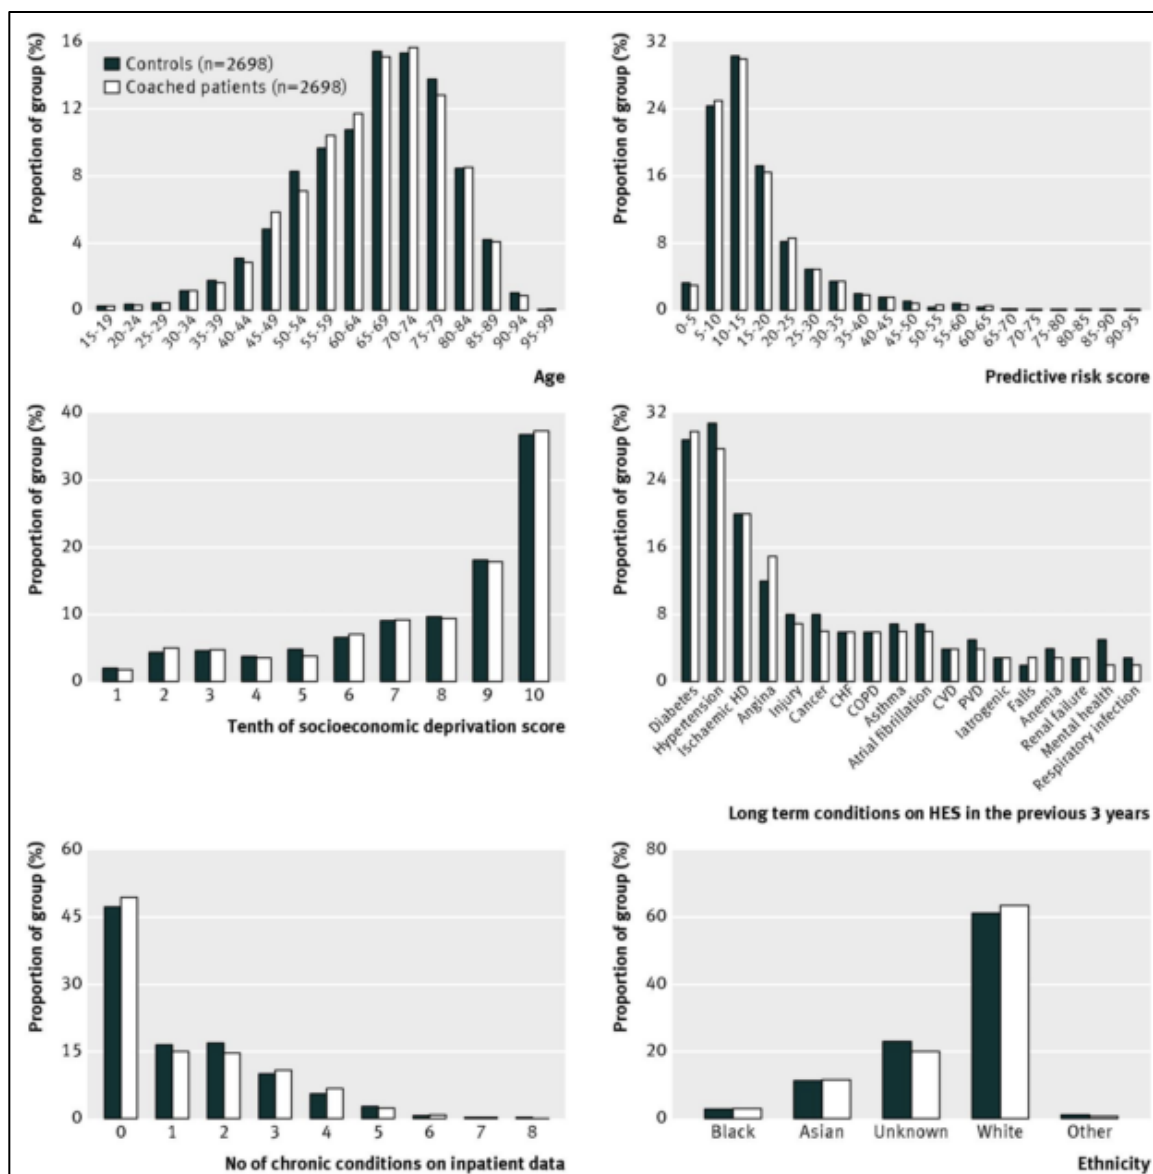 Proportion of group (%)
16
12
8
4
0
Controls (n=2698)
Coached patients (n=2698)
15-19
20-24
25-29
30-34
35-39
40-44
45-49
50-54
55-59
60-64
65-69
70-74
75-79
80-84
85-89
90-94
95-99
Age
Proportion of group (%)
32
24
16
8
0
0-5
5-10
10-15
15-20
20-25
25-30
30-35
35-40
40-45
45-50
50-55
55-60
60-65
65-70
70-75
75-80
80-85
85-90
90-95
Predictive risk score
Proportion of group (%)
40
30
20
10
0
1 2 3 4 5 6 7 8 9 10
Tenth of socioeconomic deprivation score
Proportion of group (%)
32
24
16
8
0
Diabetes
Hypertension
Ischaemic HD
Angina
Injury
Cancer
CHF
COPD
Asthma
Atrial fibrillation
CVD
PVD
Iatrogenic
Falls
Anemia
Renal failure
Mental health
Respiratory infection
Long term conditions on HES in the previous 3 years
Proportion of group (%)
60
45
30
15
0
0 1 2 3 4 5 6 7 8
No of chronic conditions on inpatient data
Proportion of group (%)
80
60
40
20
0
Black Asian Unknown White Other
Ethnicity